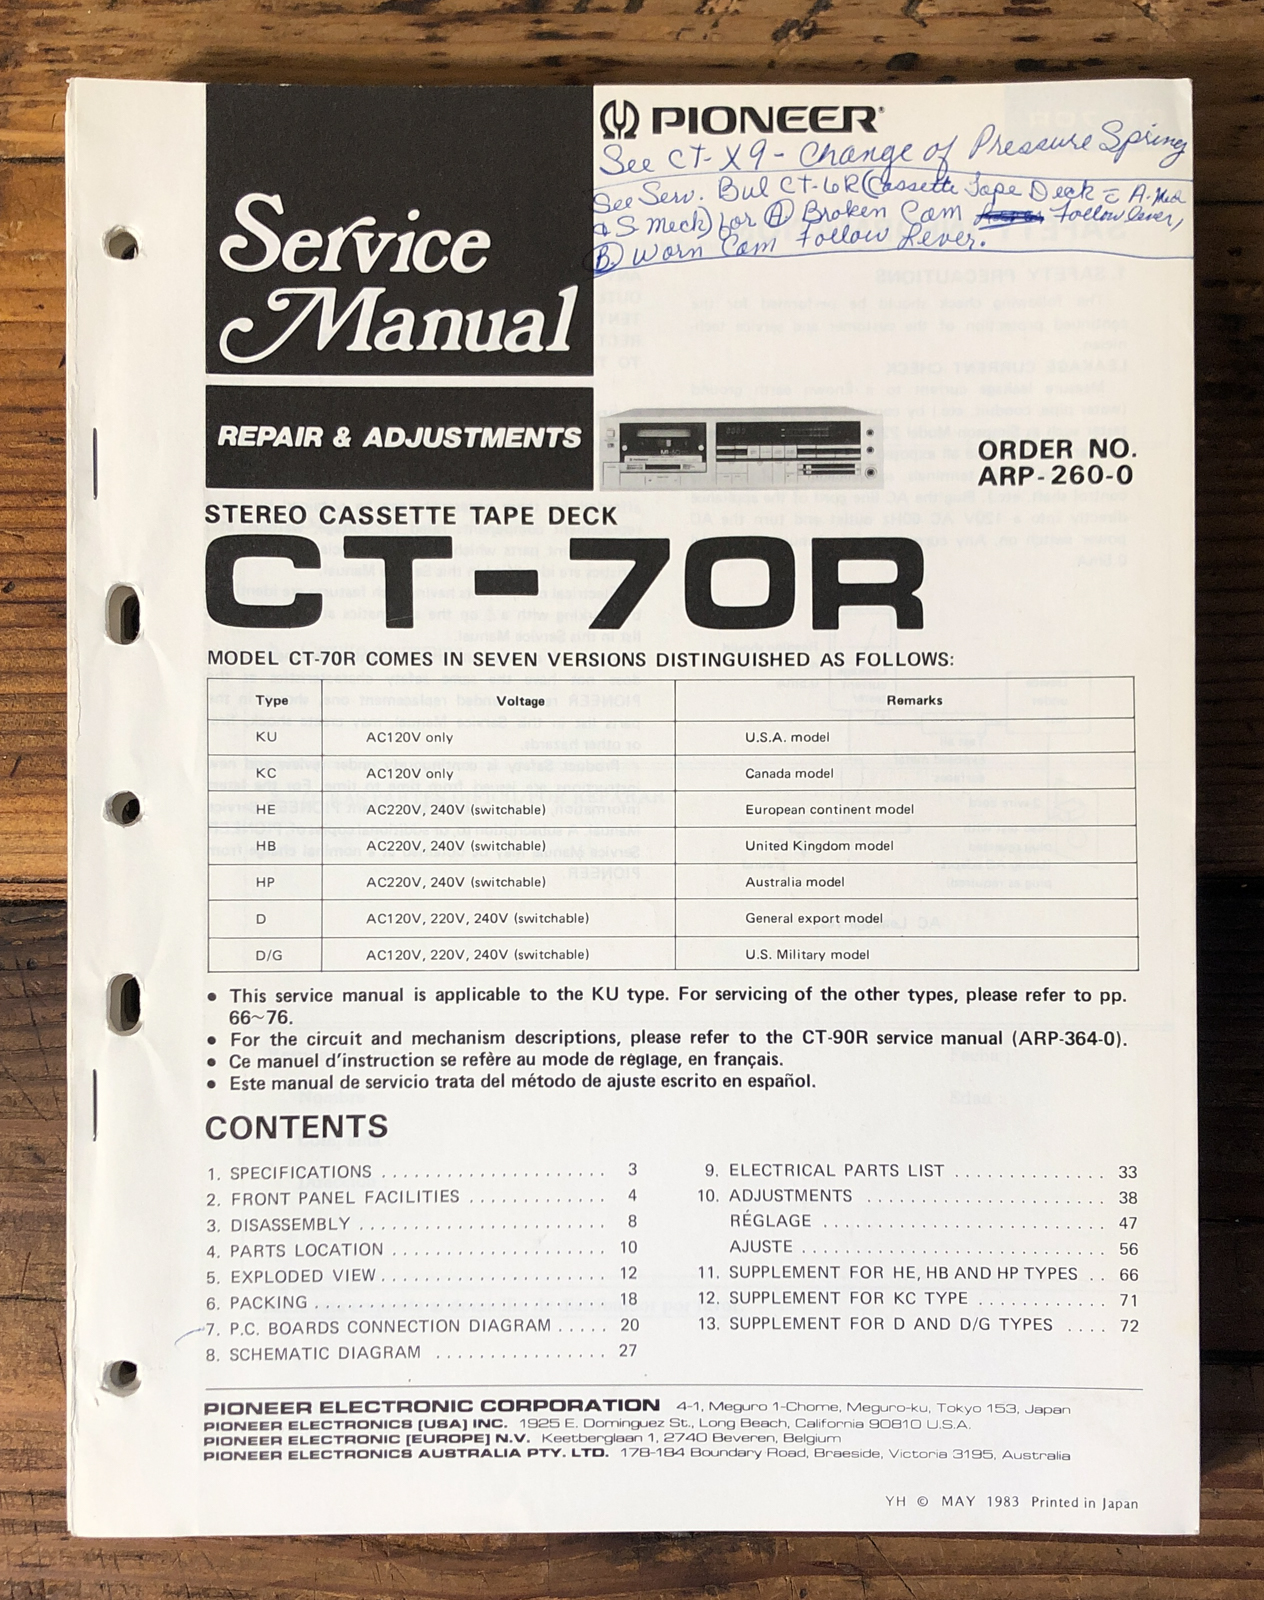 Service
Manual
REPAIR & ADJUSTMENTS
PIONEER®
See CT-X9 - Change of Pressure Spring
See Serv. Bul CT-6R (Cassette Tape Deck = A. Med
& S mech) for Ⓐ Broken Cam Follow lever,
Ⓑ Worn Cam Follow Lever.
ORDER NO.
ARP-260-0
STEREO CASSETTE TAPE DECK
CT-70R
MODEL CT-70R COMES IN SEVEN VERSIONS DISTINGUISHED AS FOLLOWS:
Type Voltage Remarks
KU AC120V only U.S.A. model
KC AC120V only Canada model
HE AC220V, 240V (switchable) European continent model
HB AC220V, 240V (switchable) United Kingdom model
HP AC220V, 240V (switchable) Australia model
D AC120V, 220V, 240V (switchable) General export model
D/G AC120V, 220V, 240V (switchable) U.S. Military model
● This service manual is applicable to the KU type. For servicing of the other types, please refer to pp.
66~76.
● For the circuit and mechanism descriptions, please refer to the CT-90R service manual (ARP-364-0).
● Ce manuel d'instruction se refère au mode de réglage, en français.
● Este manual de servicio trata del método de ajuste escrito en español.
CONTENTS
1. SPECIFICATIONS ..................... 3
2. FRONT PANEL FACILITIES ............. 4
3. DISASSEMBLY ....................... 8
4. PARTS LOCATION .................... 10
5. EXPLODED VIEW ..................... 12
6. PACKING ........................... 18
7. P.C. BOARDS CONNECTION DIAGRAM ..... 20
8. SCHEMATIC DIAGRAM ................. 27
9. ELECTRICAL PARTS LIST .............. 33
10. ADJUSTMENTS ...................... 38
RÉGLAGE .......................... 47
AJUSTE ........................... 56
11. SUPPLEMENT FOR HE, HB AND HP TYPES .. 66
12. SUPPLEMENT FOR KC TYPE ............ 71
13. SUPPLEMENT FOR D AND D/G TYPES .... 72
PIONEER ELECTRONIC CORPORATION 4-1, Meguro 1-Chome, Meguro-ku, Tokyo 153, Japan
PIONEER ELECTRONICS [USA] INC. 1925 E. Dominguez St., Long Beach, California 90810 U.S.A.
PIONEER ELECTRONIC [EUROPE] N.V. Keetberglaan 1, 2740 Beveren, Belgium
PIONEER ELECTRONICS AUSTRALIA PTY. LTD. 178-184 Boundary Road, Braeside, Victoria 3195, Australia
YH © MAY 1983 Printed in Japan